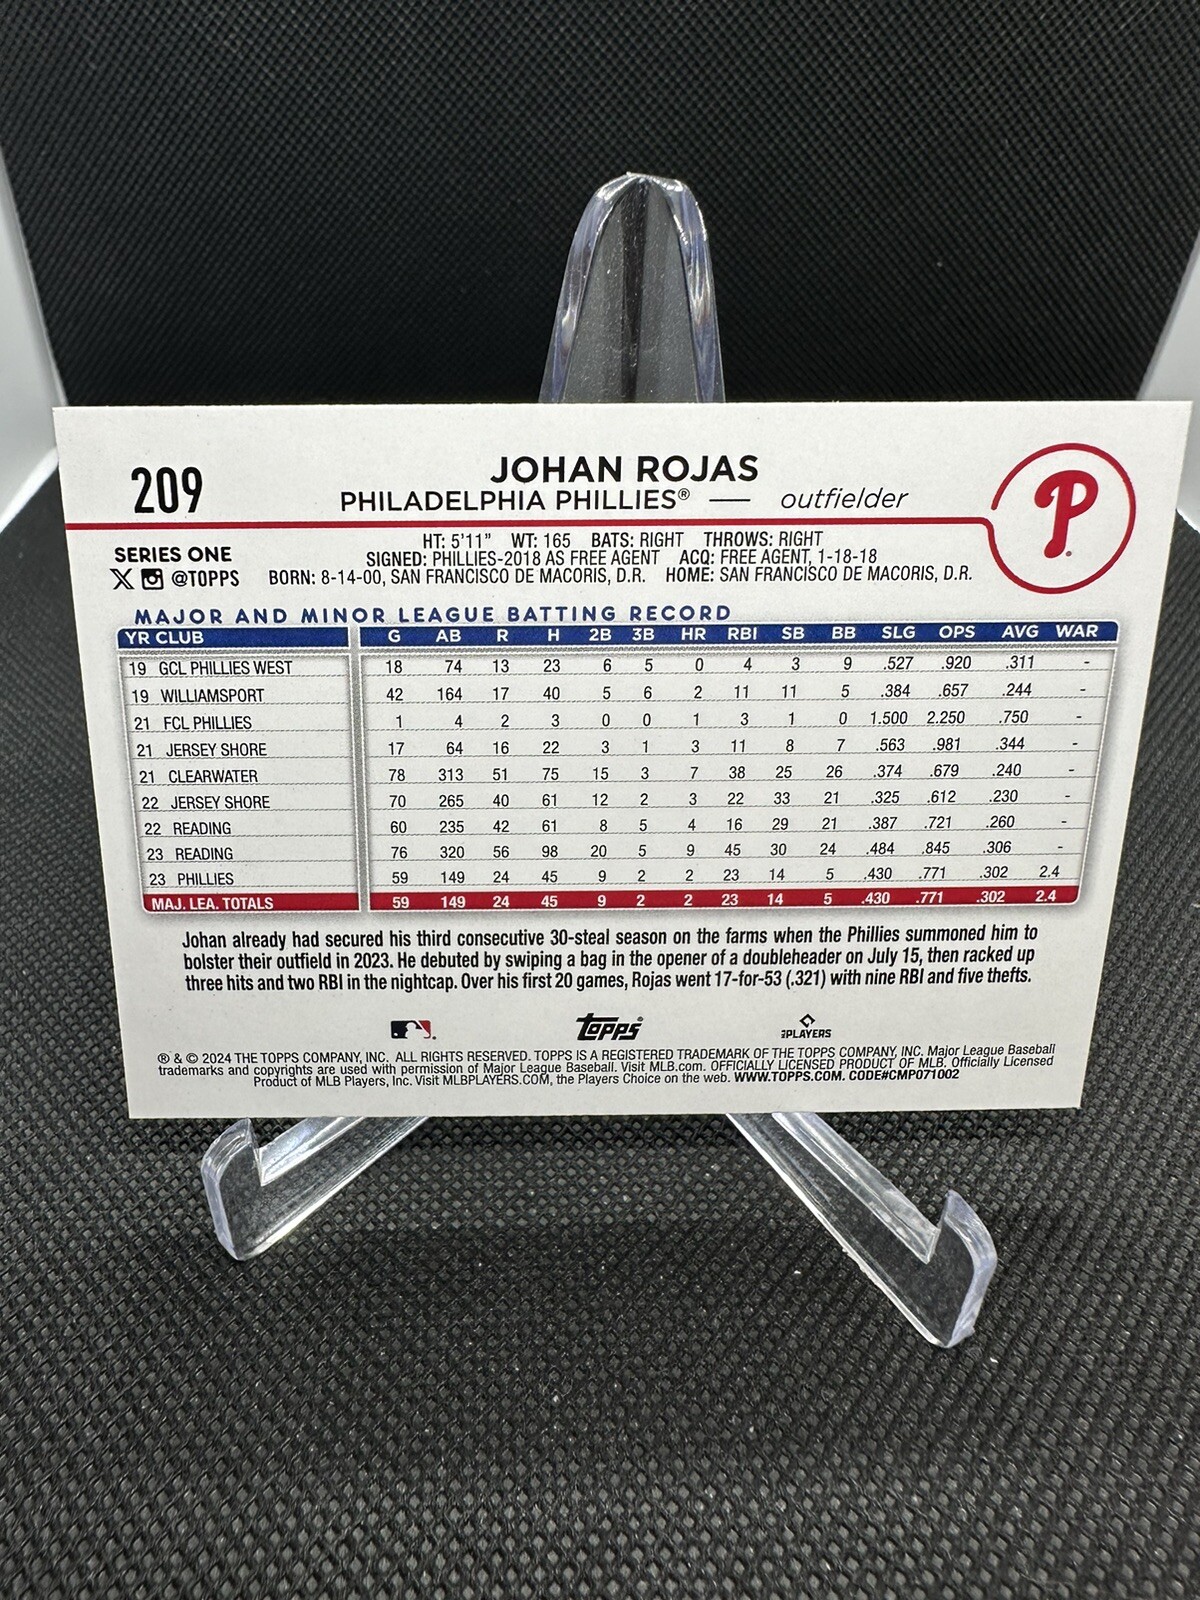 209
JOHAN ROJAS
PHILADELPHIA PHILLIES® — outfielder
P
SERIES ONE
X @TOPPS
HT: 5'11" WT: 165 BATS: RIGHT THROWS: RIGHT
SIGNED: PHILLIES-2018 AS FREE AGENT ACQ: FREE AGENT, 1-18-18
BORN: 8-14-00, SAN FRANCISCO DE MACORIS, D.R. HOME: SAN FRANCISCO DE MACORIS, D.R.
MAJOR AND MINOR LEAGUE BATTING RECORD
YR CLUB G AB R H 2B 3B HR RBI SB BB SLG OPS AVG WAR
19 GCL PHILLIES WEST 18 74 13 23 6 5 0 4 3 9 .527 .920 .311 -
19 WILLIAMSPORT 42 164 17 40 5 6 2 11 11 5 .384 .657 .244 -
21 FCL PHILLIES 1 4 2 3 0 0 1 3 1 0 1.500 2.250 .750 -
21 JERSEY SHORE 17 64 16 22 3 1 3 11 8 7 .563 .981 .344 -
21 CLEARWATER 78 313 51 75 15 3 7 38 25 26 .374 .679 .240 -
22 JERSEY SHORE 70 265 40 61 12 2 3 22 33 21 .325 .612 .230 -
22 READING 60 235 42 61 8 5 4 16 29 21 .387 .721 .260 -
23 READING 76 320 56 98 20 5 9 45 30 24 .484 .845 .306 -
23 PHILLIES 59 149 24 45 9 2 2 23 14 5 .430 .771 .302 2.4
MAJ. LEA. TOTALS 59 149 24 45 9 2 2 23 14 5 .430 .771 .302 2.4
Johan already had secured his third consecutive 30-steal season on the farms when the Phillies summoned him to
bolster their outfield in 2023. He debuted by swiping a bag in the opener of a doubleheader on July 15, then racked up
three hits and two RBI in the nightcap. Over his first 20 games, Rojas went 17-for-53 (.321) with nine RBI and five thefts.
topps® MLB PLAYERS
® & © 2024 THE TOPPS COMPANY, INC. ALL RIGHTS RESERVED. TOPPS IS A REGISTERED TRADEMARK OF THE TOPPS COMPANY, INC. Major League Baseball
trademarks and copyrights are used with permission of Major League Baseball. Visit MLB.com. OFFICIALLY LICENSED PRODUCT OF MLB. Officially Licensed
Product of MLB Players, Inc. Visit MLBPLAYERS.COM, the Players Choice on the web. WWW.TOPPS.COM. CODE#CMP071002